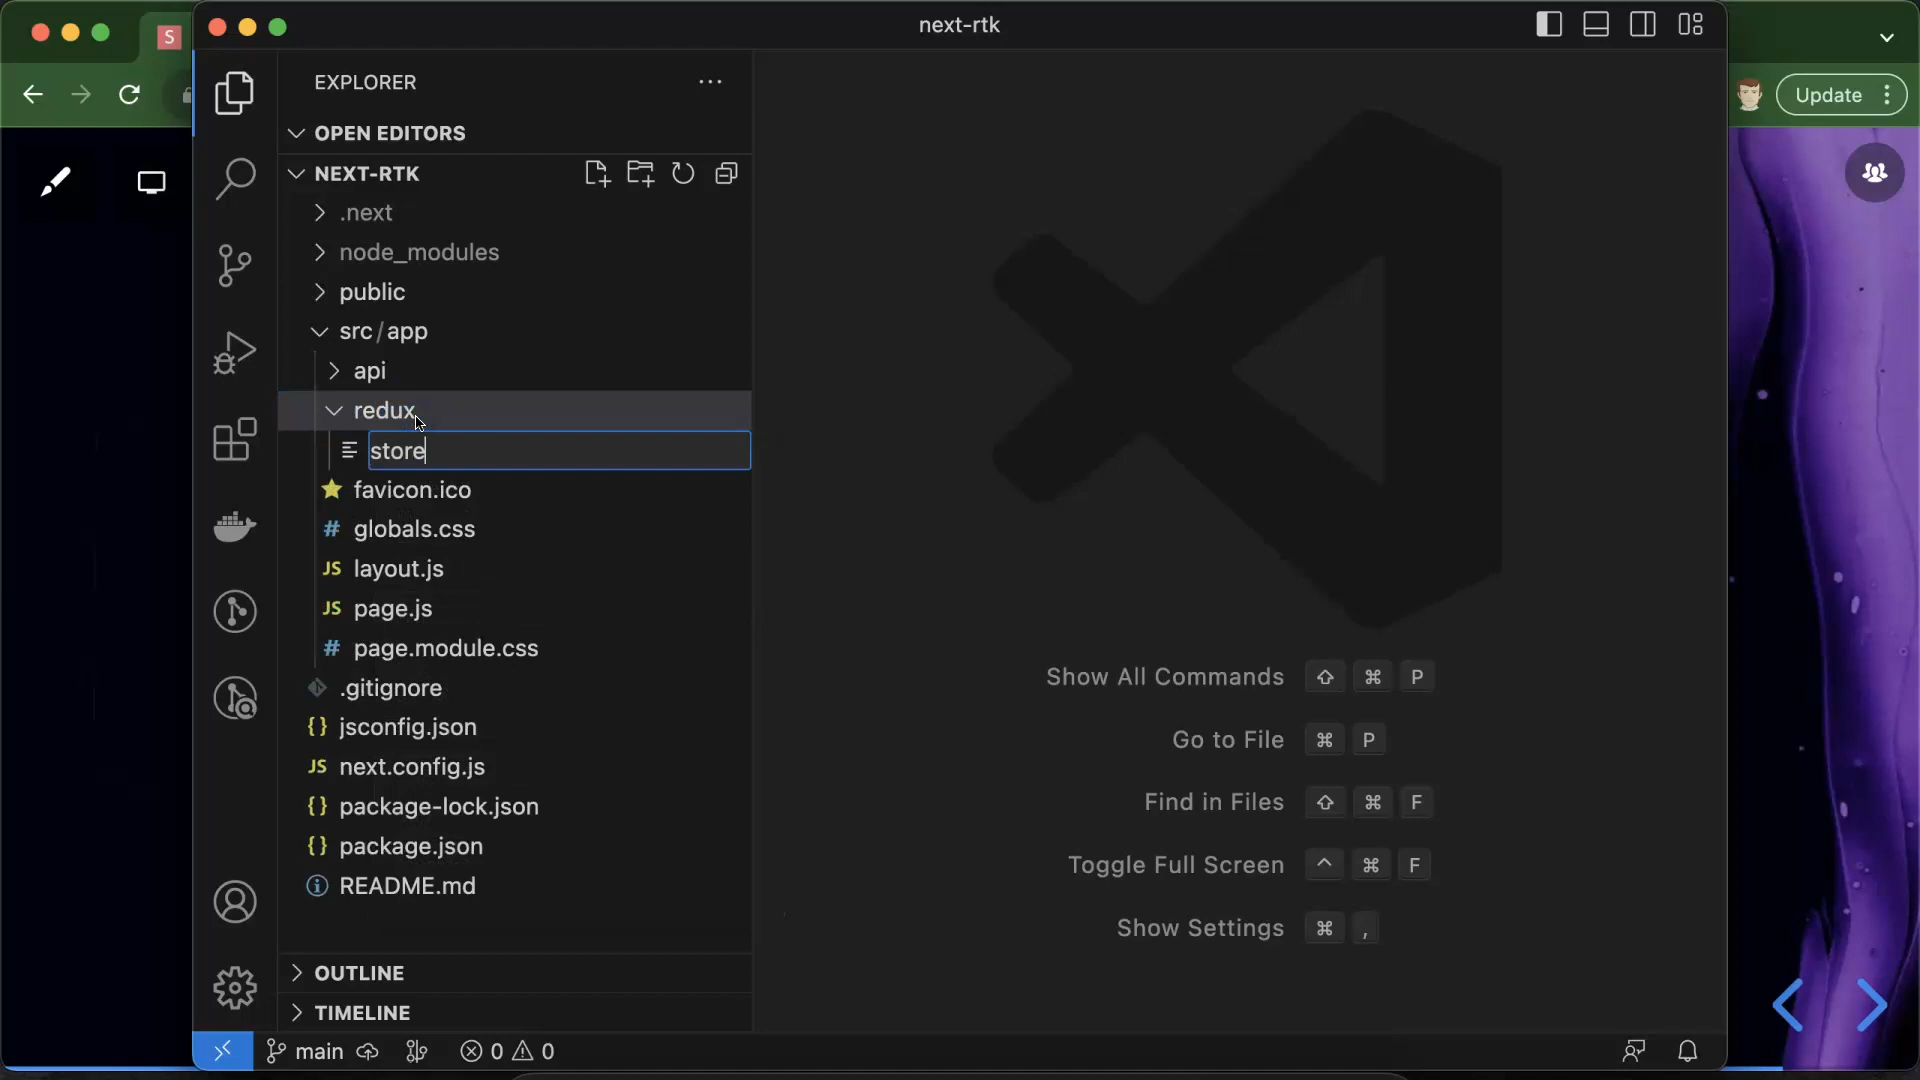 next-rtk
S
Update
EXPLORER
OPEN EDITORS
NEXT-RTK
.next
node_modules
public
src/app
api
redux
store
favicon.ico
# globals.css
JS layout.js
JS page.js
# page.module.css
.gitignore
{} jsconfig.json
JS next.config.js
{} package-lock.json
{} package.json
README.md
OUTLINE
TIMELINE
Show All Commands ⇧ ⌘ P
Go to File ⌘ P
Find in Files ⇧ ⌘ F
Toggle Full Screen ^ ⌘ F
Show Settings ⌘ ,
main 0 0